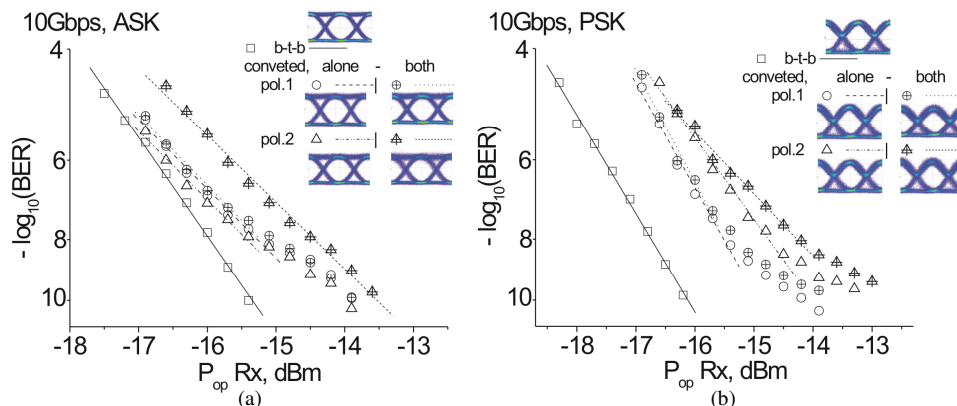 10Gbps, ASK
b-t-b
conveted, alone - both
pol.1
pol.2
- log10(BER)
4
6
8
10
-18 -17 -16 -15 -14 -13
Pop Rx, dBm
(a)
10Gbps, PSK
b-t-b
conveted, alone - both
pol.1
pol.2
- log10(BER)
4
6
8
10
-18 -17 -16 -15 -14 -13
Pop Rx, dBm
(b)